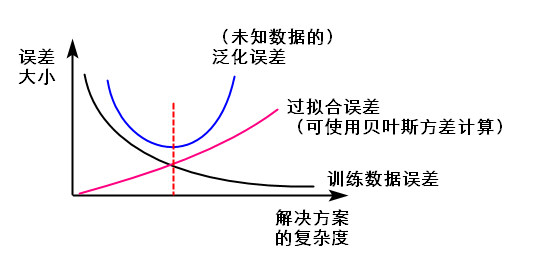 误差
大小
（未知数据的）
泛化误差
过拟合误差
（可使用贝叶斯方差计算）
训练数据误差
解决方案
的复杂度